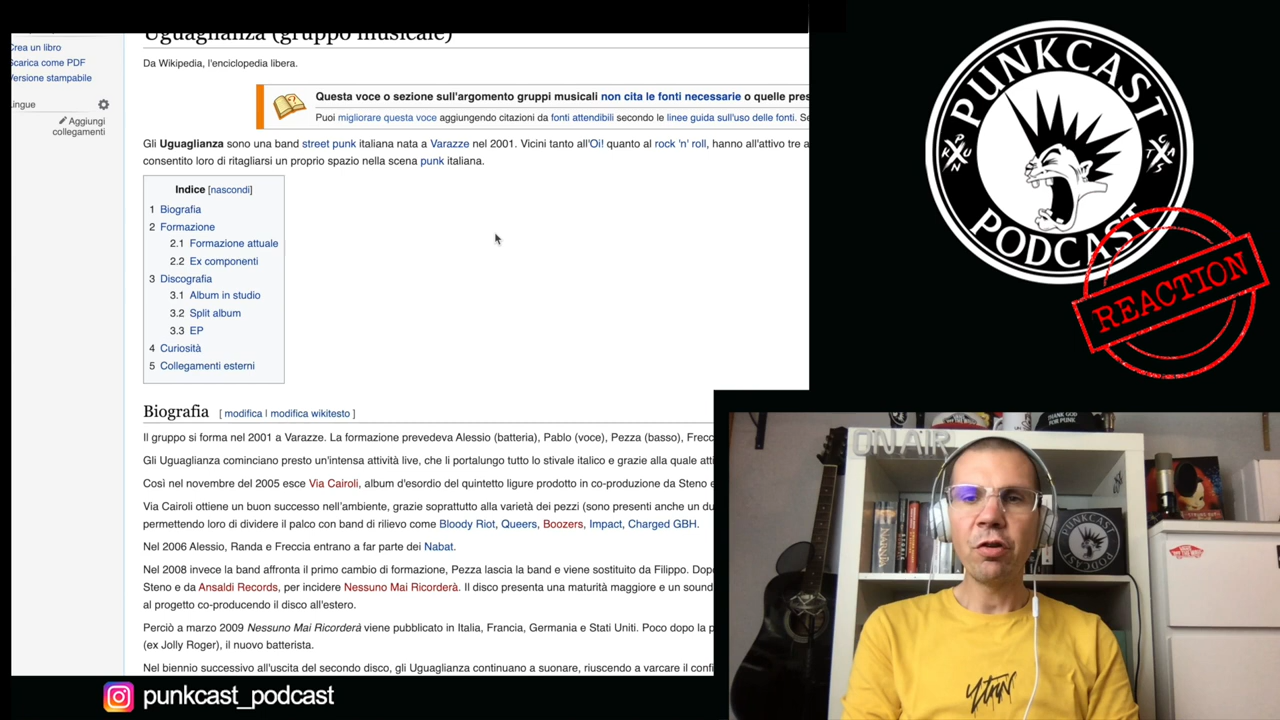 Uguaglianza (gruppo musicale)
Crea un libro
Scarica come PDF
Versione stampabile
Lingue
Aggiungi
collegamenti
Da Wikipedia, l'enciclopedia libera.
Questa voce o sezione sull'argomento gruppi musicali non cita le fonti necessarie o quelle pres
Puoi migliorare questa voce aggiungendo citazioni da fonti attendibili secondo le linee guida sull'uso delle fonti. Se
Gli Uguaglianza sono una band street punk italiana nata a Varazze nel 2001. Vicini tanto all'Oi! quanto al rock 'n' roll, hanno all'attivo tre a
consentito loro di ritagliarsi un proprio spazio nella scena punk italiana.
Indice [nascondi]
1 Biografia
2 Formazione
2.1 Formazione attuale
2.2 Ex componenti
3 Discografia
3.1 Album in studio
3.2 Split album
3.3 EP
4 Curiosità
5 Collegamenti esterni
Biografia [ modifica | modifica wikitesto ]
Il gruppo si forma nel 2001 a Varazze. La formazione prevedeva Alessio (batteria), Pablo (voce), Pezza (basso), Frecc
Gli Uguaglianza cominciano presto un'intensa attività live, che li portalungo tutto lo stivale italico e grazie alla quale atti
Così nel novembre del 2005 esce Via Cairoli, album d'esordio del quintetto ligure prodotto in co-produzione da Steno e
Via Cairoli ottiene un buon successo nell'ambiente, grazie soprattutto alla varietà dei pezzi (sono presenti anche un du
permettendo loro di dividere il palco con band di rilievo come Bloody Riot, Queers, Boozers, Impact, Charged GBH.
Nel 2006 Alessio, Randa e Freccia entrano a far parte dei Nabat.
Nel 2008 invece la band affronta il primo cambio di formazione, Pezza lascia la band e viene sostituito da Filippo. Dopo
Steno e da Ansaldi Records, per incidere Nessuno Mai Ricorderà. Il disco presenta una maturità maggiore e un sound
al progetto co-producendo il disco all'estero.
Perciò a marzo 2009 Nessuno Mai Ricorderà viene pubblicato in Italia, Francia, Germania e Stati Uniti. Poco dopo la p
(ex Jolly Roger), il nuovo batterista.
Nel biennio successivo all'uscita del secondo disco, gli Uguaglianza continuano a suonare, riuscendo a varcare il confi
punkcast_podcast
PUNKCAST
PODCAST
REACTION
ON AIR
THANK GOD
FOR PUNK
PUNKCAST
PODCAST
VANS